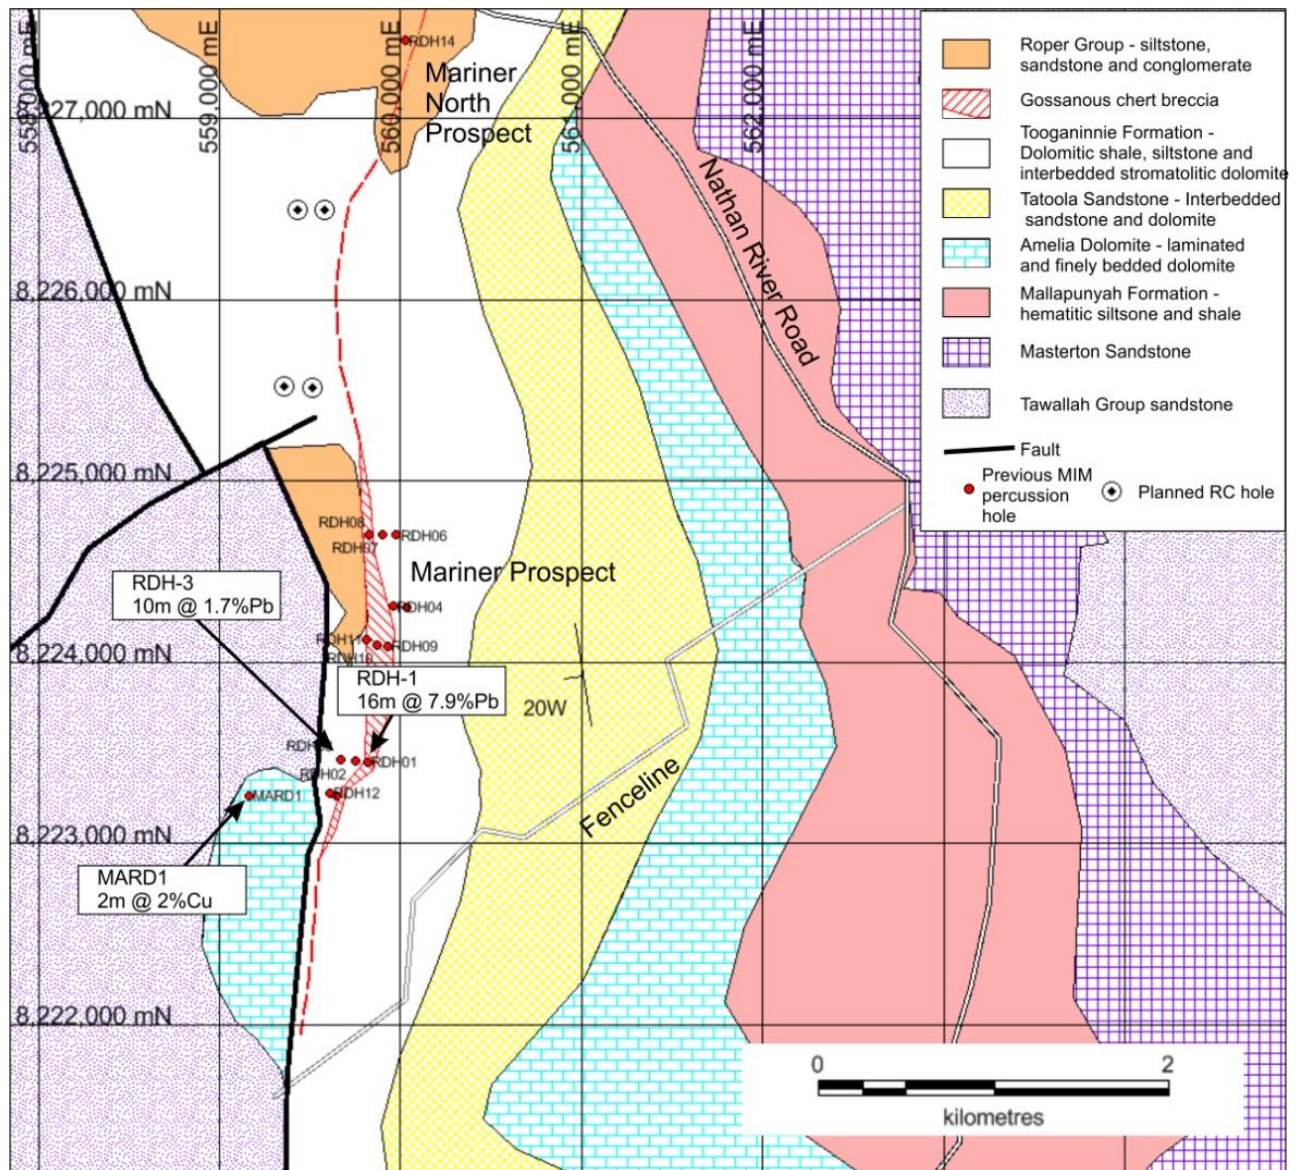 558,000 mE
559,000 mE
560,000 mE
562,000 mE
RDH14
Mariner
North
Prospect
8,227,000 mN
Nathan River Road
8,226,000 mN
8,225,000 mN
RDH08
RDH07
RDH06
Mariner Prospect
RDH-3
10m @ 1.7%Pb
RDH04
RDH11
RDH09
RDH10
8,224,000 mN
RDH-1
16m @ 7.9%Pb
20W
RDH02
RDH01
MARD1
RDH12
Fenceline
8,223,000 mN
MARD1
2m @ 2%Cu
8,222,000 mN
Roper Group - siltstone,
sandstone and conglomerate
Gossanous chert breccia
Tooganinnie Formation -
Dolomitic shale, siltstone and
interbedded stromatolitic dolomite
Tatoola Sandstone - Interbedded
sandstone and dolomite
Amelia Dolomite - laminated
and finely bedded dolomite
Mallapunyah Formation -
hematitic siltsone and shale
Masterton Sandstone
Tawallah Group sandstone
Fault
Previous MIM
percussion
hole
Planned RC hole
0 2
kilometres